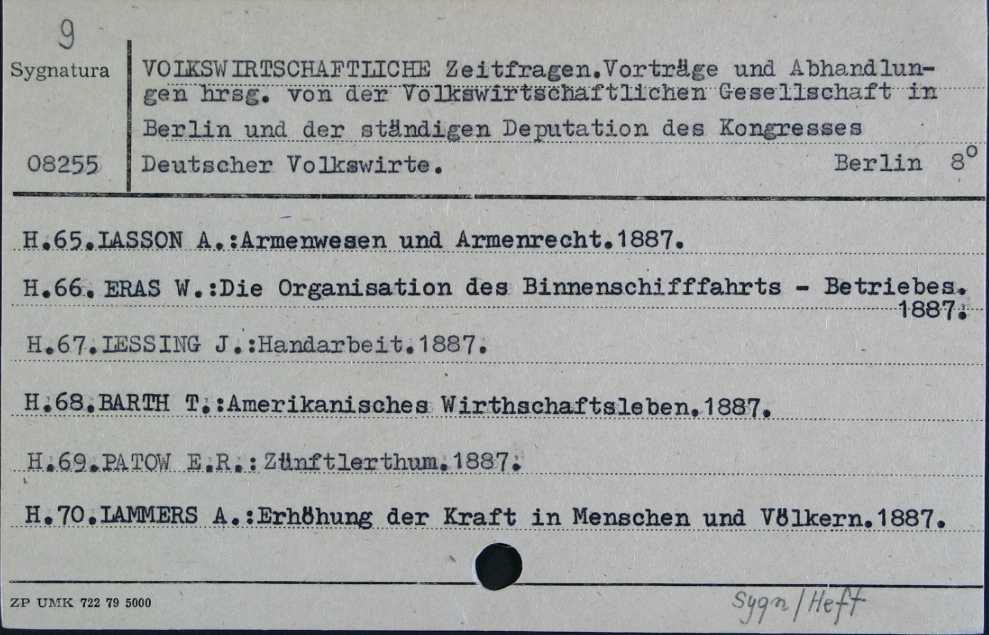 9
Sygnatura
VOLKSWIRTSCHAFTLICHE Zeitfragen.Vorträge und Abhandlun-
gen hrsg. von der Volkswirtschaftlichen Gesellschaft in
Berlin und der ständigen Deputation des Kongresses
08255 Deutscher Volkswirte. Berlin 8°
H.65.LASSON A.:Armenwesen und Armenrecht.1887.
H.66. ERAS W.:Die Organisation des Binnenschifffahrts - Betriebes.
1887.
H.67.LESSING J.:Handarbeit.1887.
H.68.BARTH T.:Amerikanisches Wirthschaftsleben.1887.
H.69.PATOW E.R.:Zünftlerthum.1887.
H.70.LAMMERS A.:Erhöhung der Kraft in Menschen und Völkern.1887.
ZP UMK 722 79 5000
Sygn/Heft